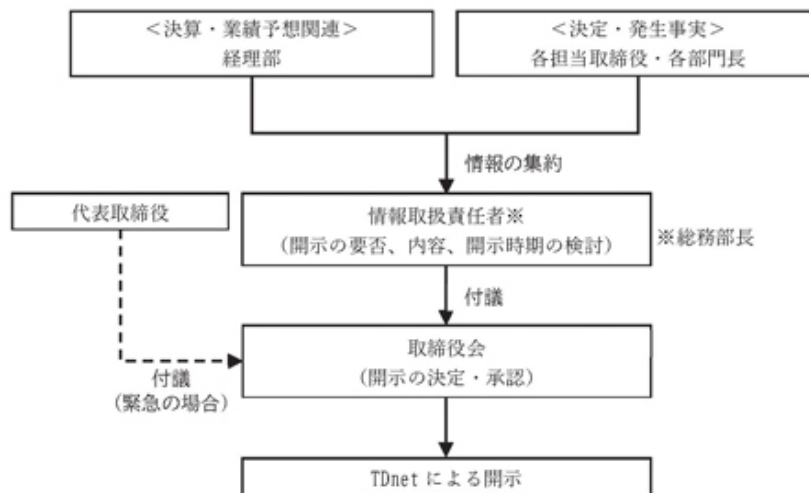 ＜決算・業績予想関連＞
経理部
＜決定・発生事実＞
各担当取締役・各部門長
情報の集約
代表取締役
情報取扱責任者※
（開示の要否、内容、開示時期の検討）
※総務部長
付議
取締役会
（開示の決定・承認）
付議
（緊急の場合）
TDnet による開示